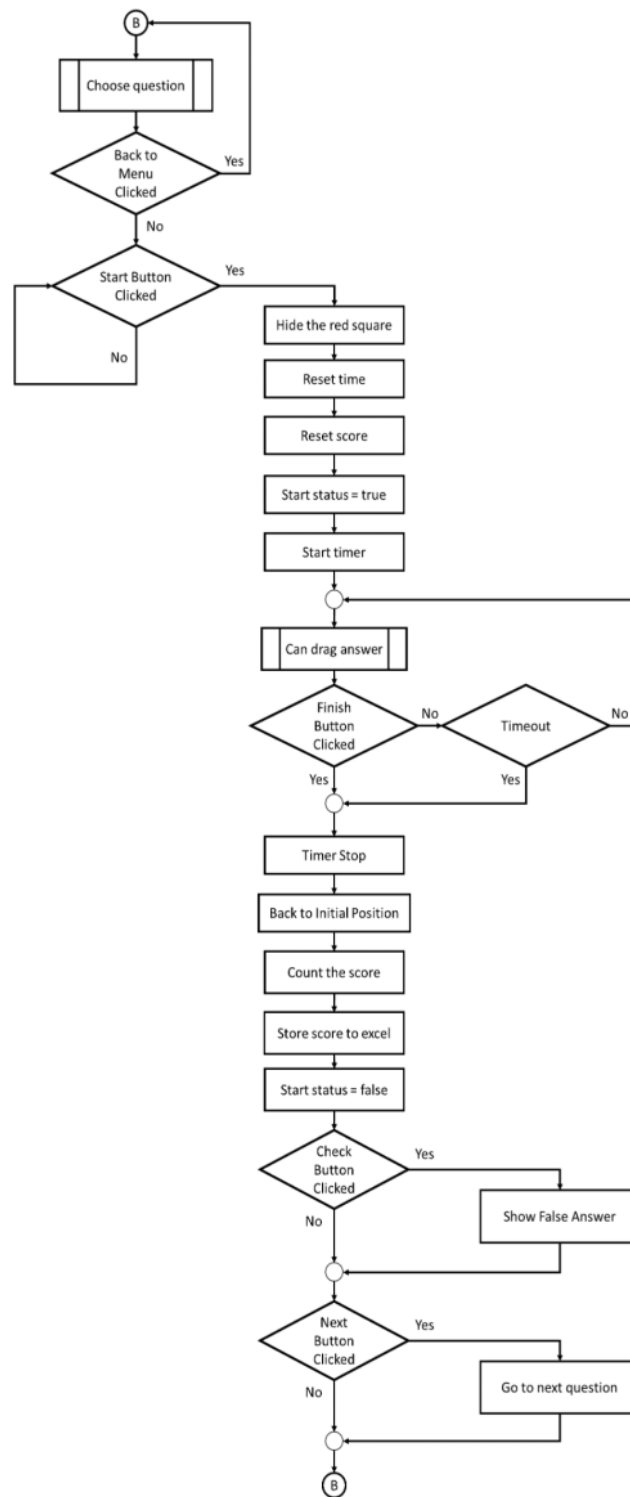 B
Choose question
Back to
Menu
Clicked
Yes
No
Start Button
Clicked
Yes
No
Hide the red square
Reset time
Reset score
Start status = true
Start timer
Can drag answer
Finish
Button
Clicked
No
Timeout
No
Yes
Yes
Timer Stop
Back to Initial Position
Count the score
Store score to excel
Start status = false
Check
Button
Clicked
Yes
No
Show False Answer
Next
Button
Clicked
Yes
No
Go to next question
B